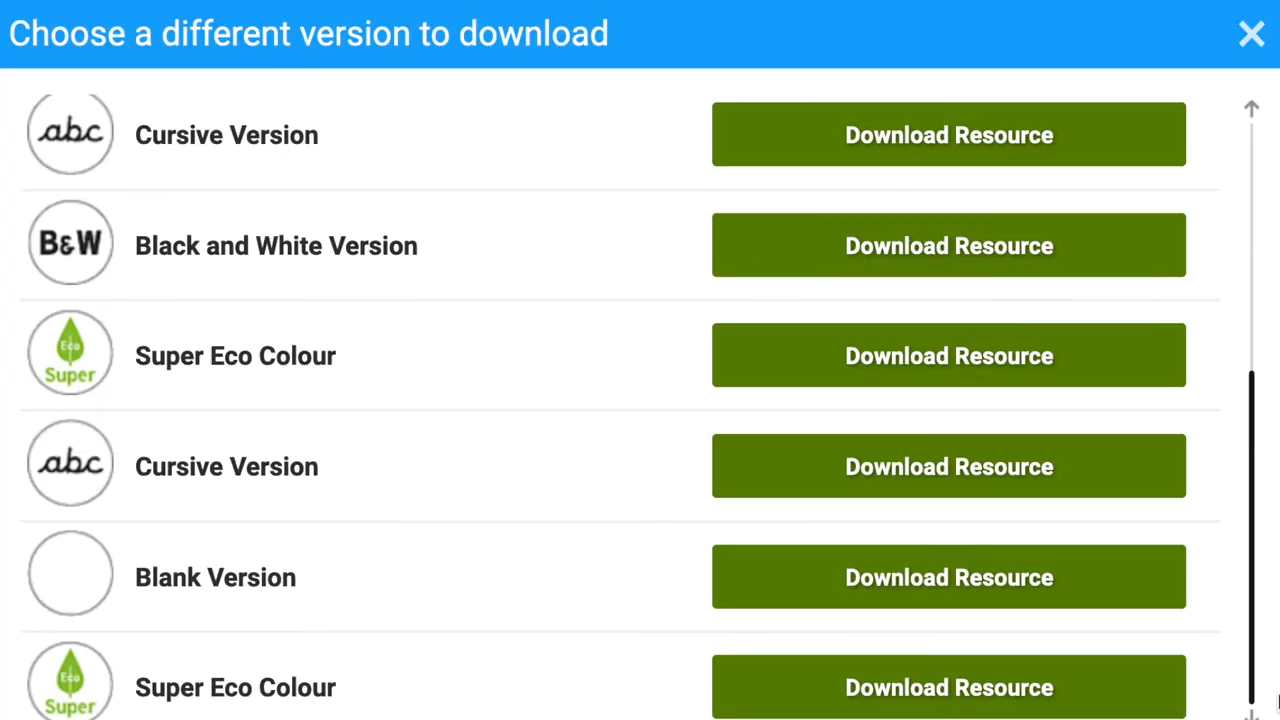 Choose a different version to download
abc Cursive Version Download Resource
B&W Black and White Version Download Resource
Eco Super Super Eco Colour Download Resource
abc Cursive Version Download Resource
Blank Version Download Resource
Eco Super Super Eco Colour Download Resource